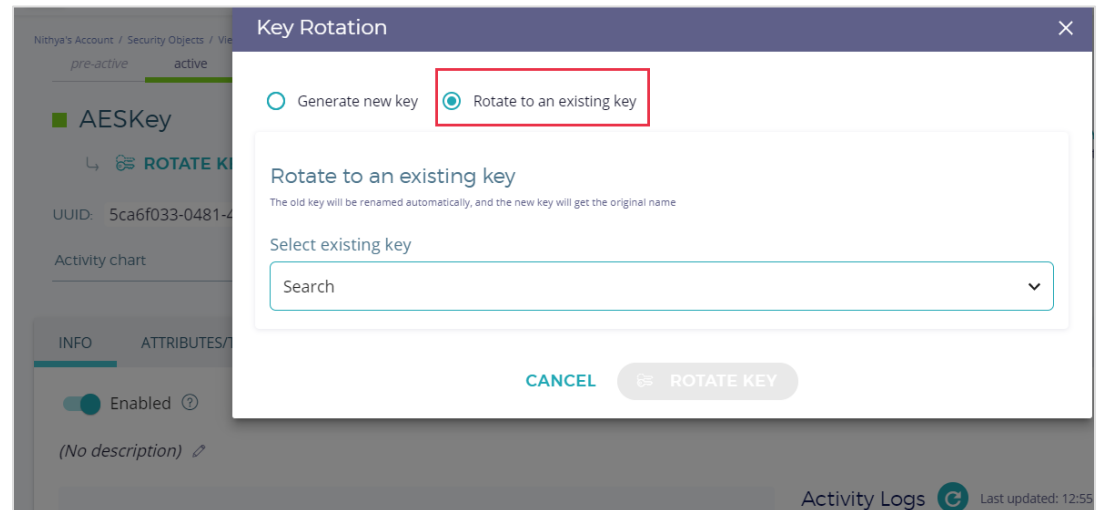 Key Rotation
Nithya's Account / Security Objects / Vie
pre-active active
Generate new key Rotate to an existing key
AESKey
ROTATE KE
Rotate to an existing key
The old key will be renamed automatically, and the new key will get the original name
UUID: 5ca6f033-0481-4
Select existing key
Activity chart
Search
INFO ATTRIBUTES/T
CANCEL ROTATE KEY
Enabled
(No description)
Activity Logs Last updated: 12:55